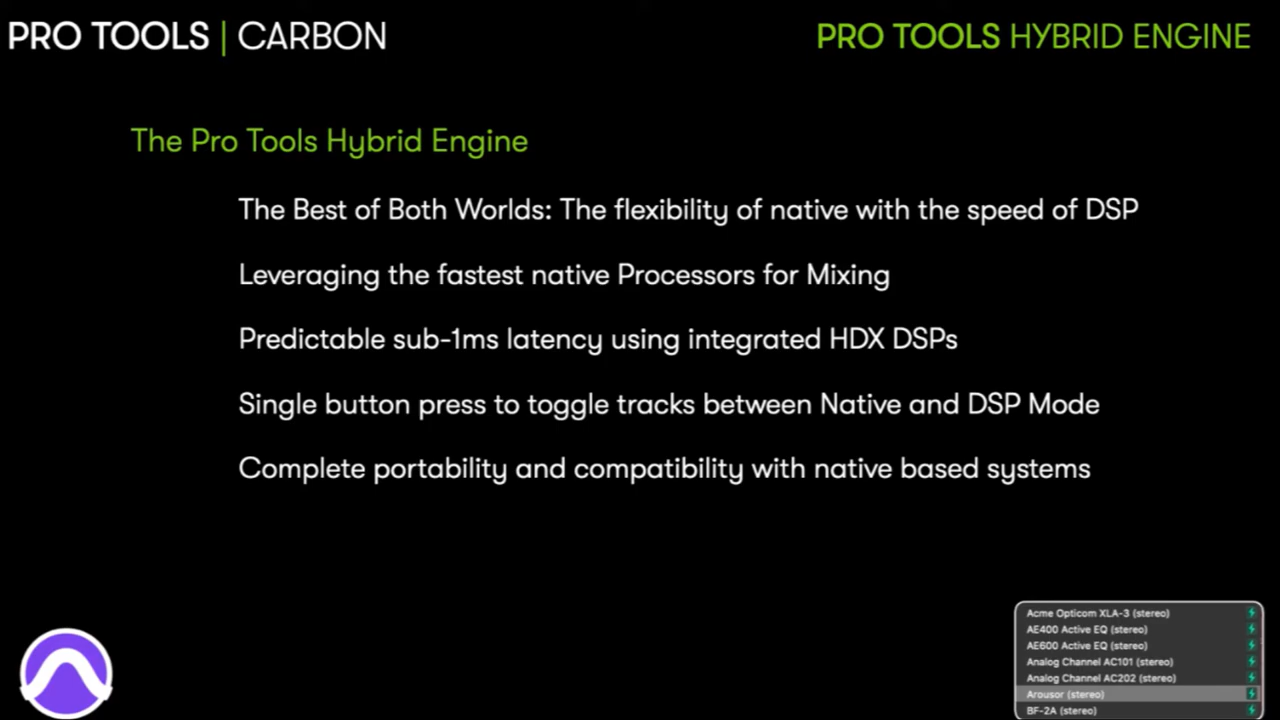 PRO TOOLS | CARBON
PRO TOOLS HYBRID ENGINE
The Pro Tools Hybrid Engine
The Best of Both Worlds: The flexibility of native with the speed of DSP
Leveraging the fastest native Processors for Mixing
Predictable sub-1ms latency using integrated HDX DSPs
Single button press to toggle tracks between Native and DSP Mode
Complete portability and compatibility with native based systems
Acme Opticom XLA-3 (stereo)
AE400 Active EQ (stereo)
AE600 Active EQ (stereo)
Analog Channel AC101 (stereo)
Analog Channel AC202 (stereo)
Arousor (stereo)
BF-2A (stereo)